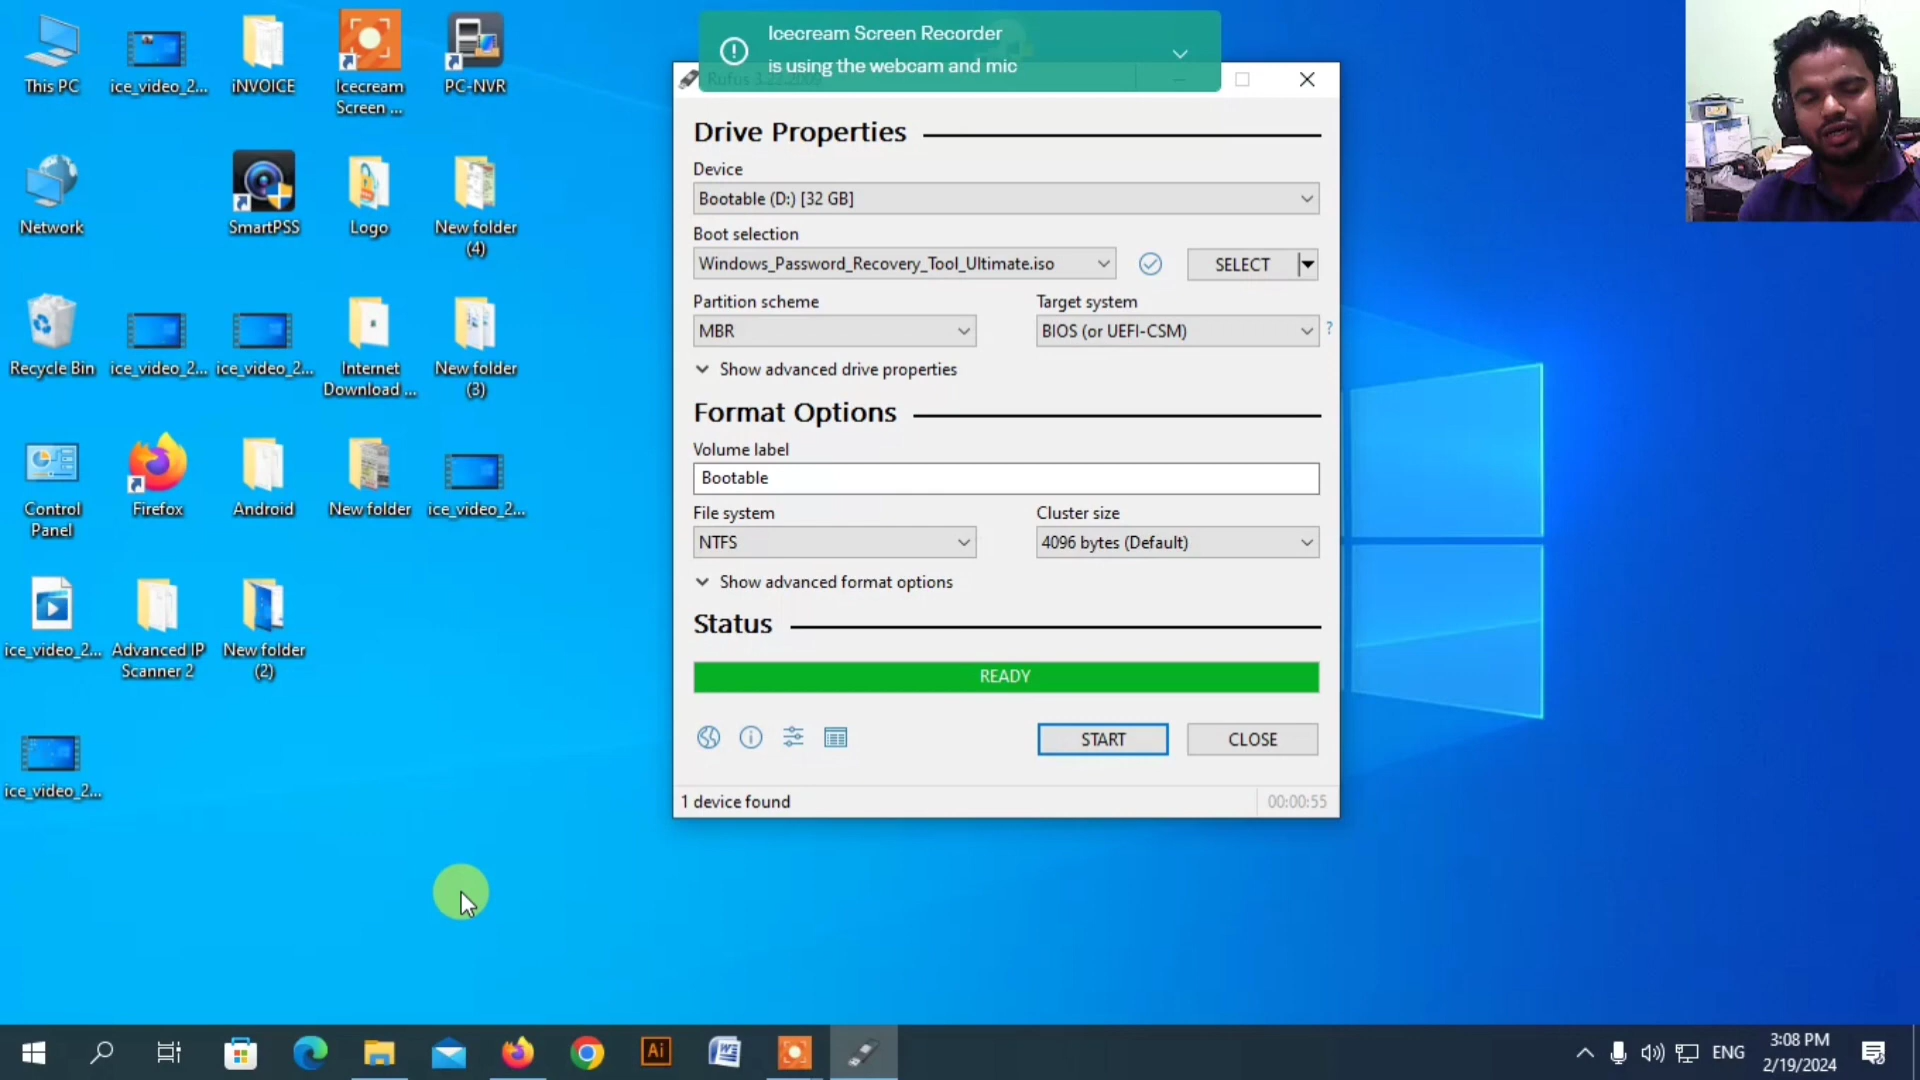 This PC
ice_video_2...
iNVOICE
Icecream
Screen ...
PC-NVR
Network
SmartPSS
Logo
New folder
(4)
Recycle Bin
ice_video_2...
ice_video_2...
Internet
Download ...
New folder
(3)
Control
Panel
Firefox
Android
New folder
ice_video_2...
ice_video_2...
Advanced IP
Scanner 2
New folder
(2)
ice_video_2...
Icecream Screen Recorder
is using the webcam and mic
Drive Properties
Device
Bootable (D:) [32 GB]
Boot selection
Windows_Password_Recovery_Tool_Ultimate.iso
SELECT
Partition scheme
Target system
MBR
BIOS (or UEFI-CSM)
?
Show advanced drive properties
Format Options
Volume label
Bootable
File system
Cluster size
NTFS
4096 bytes (Default)
Show advanced format options
Status
READY
START
CLOSE
1 device found
00:00:55
Ai
ENG
3:08 PM
2/19/2024